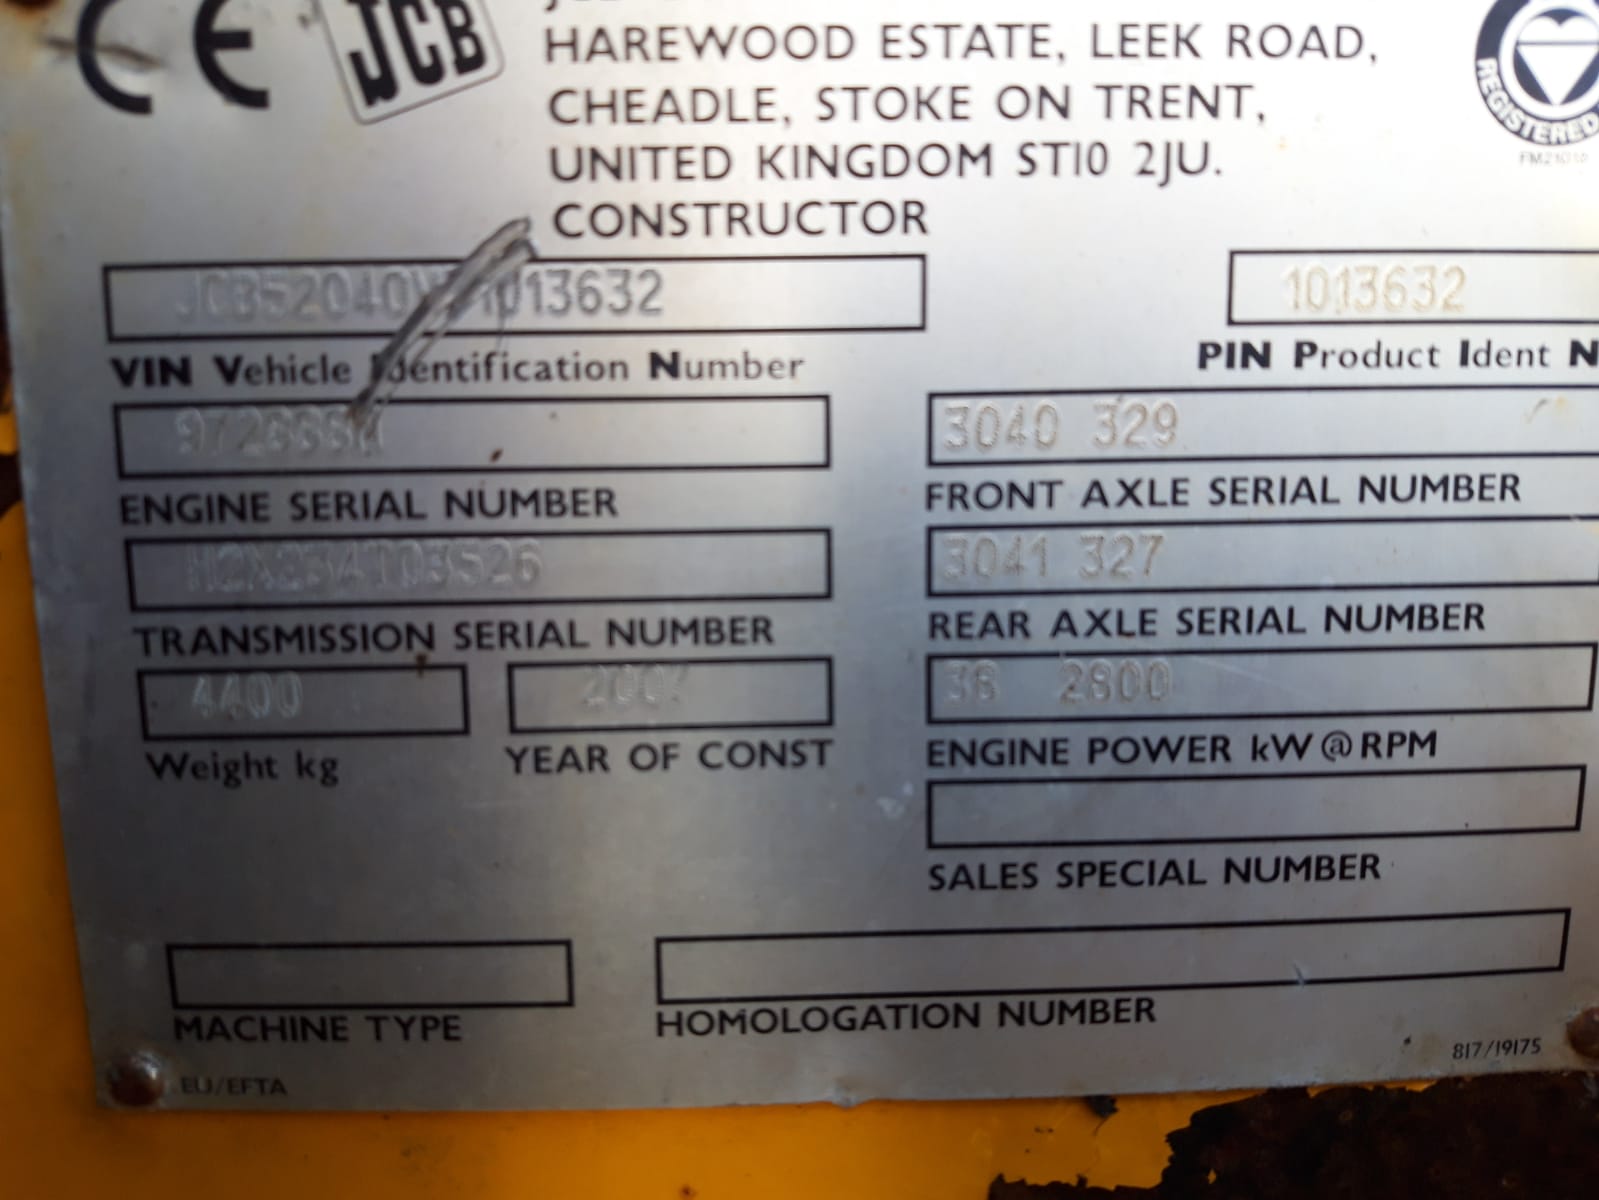 CE JCB
HAREWOOD ESTATE, LEEK ROAD,
CHEADLE, STOKE ON TRENT,
UNITED KINGDOM ST10 2JU.
CONSTRUCTOR
REGISTERED
1013632
1013632
VIN Vehicle Identification Number
PIN Product Ident N
3040 329
ENGINE SERIAL NUMBER
FRONT AXLE SERIAL NUMBER
3041 327
TRANSMISSION SERIAL NUMBER
REAR AXLE SERIAL NUMBER
4400
2800
Weight kg
YEAR OF CONST
ENGINE POWER kW @ RPM
SALES SPECIAL NUMBER
MACHINE TYPE
HOMOLOGATION NUMBER
EU/EFTA
817/19175